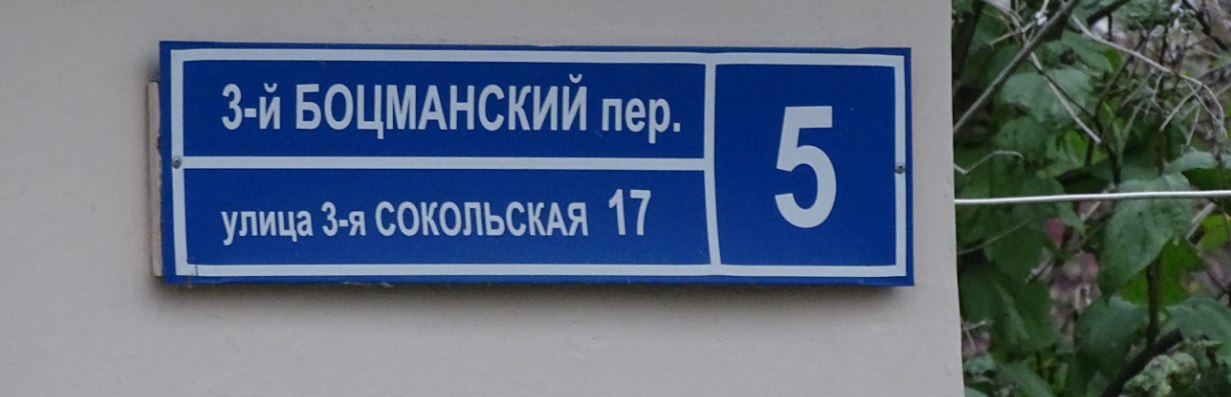 3-й БОЦМАНСКИЙ пер.
5
улица 3-я СОКОЛЬСКАЯ 17